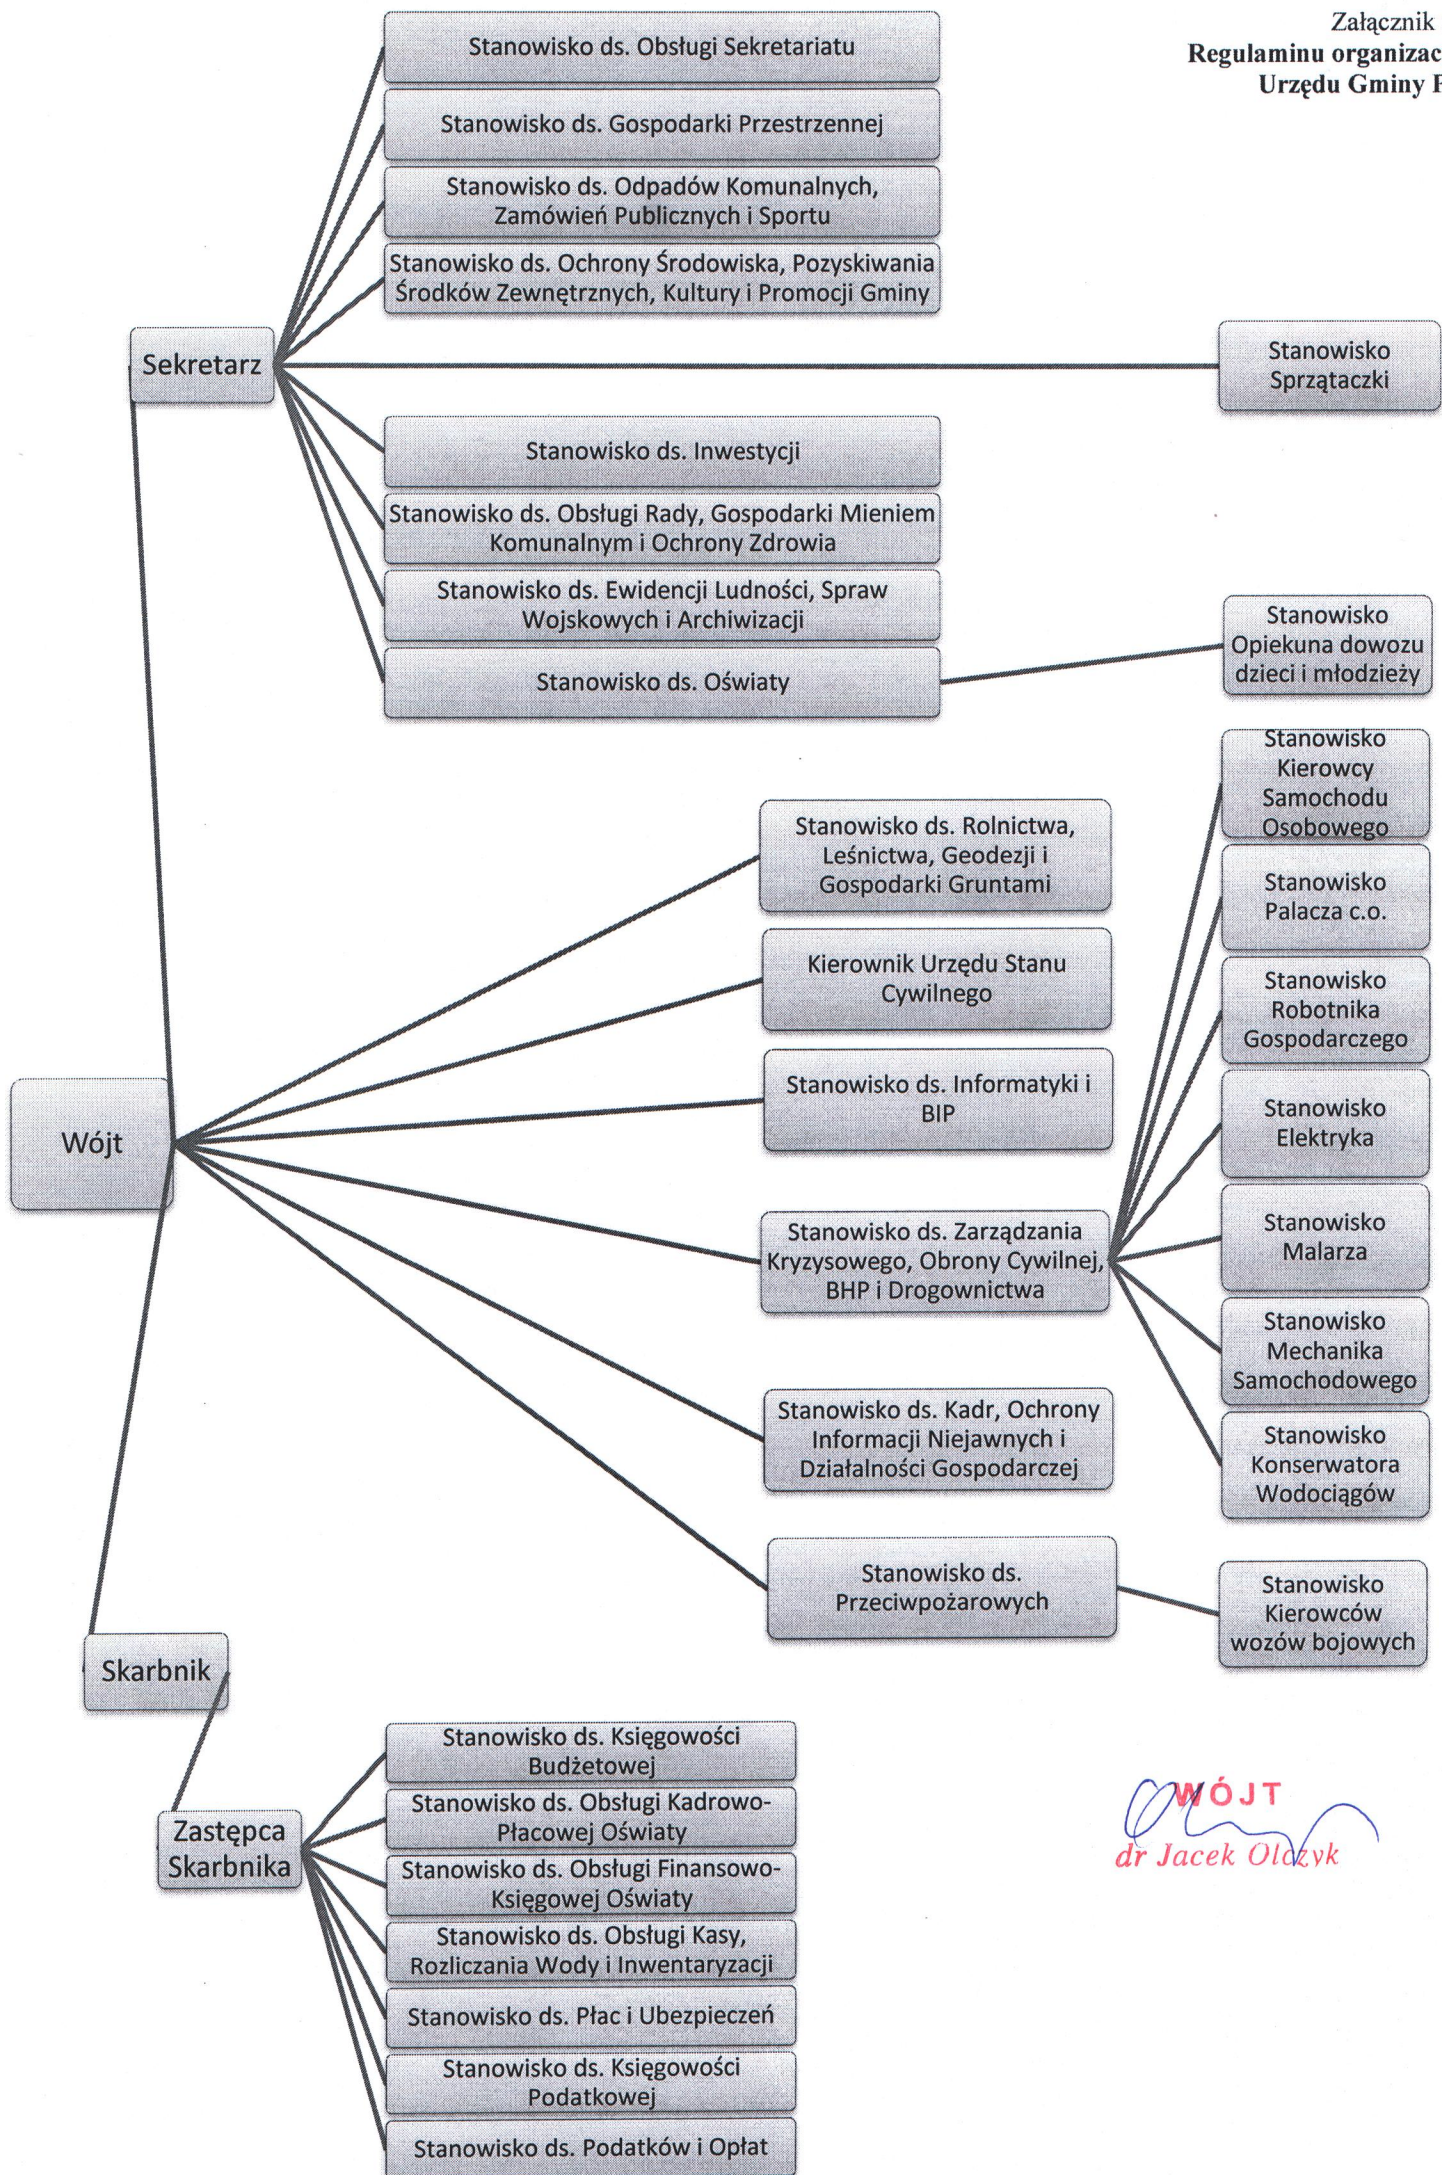 Załącznik
Regulaminu organizac
Urzędu Gminy
Stanowisko ds. Obsługi Sekretariatu
Stanowisko ds. Gospodarki Przestrzennej
Stanowisko ds. Odpadów Komunalnych,
Zamówień Publicznych i Sportu
Stanowisko ds. Ochrony Środowiska, Pozyskiwania
Środków Zewnętrznych, Kultury i Promocji Gminy
Sekretarz
Stanowisko
Sprzątaczki
Stanowisko ds. Inwestycji
Stanowisko ds. Obsługi Rady, Gospodarki Mieniem
Komunalnym i Ochrony Zdrowia
Stanowisko ds. Ewidencji Ludności, Spraw
Wojskowych i Archiwizacji
Stanowisko ds. Oświaty
Stanowisko
Opiekuna dowozu
dzieci i młodzieży
Wójt
Stanowisko ds. Rolnictwa,
Leśnictwa, Geodezji i
Gospodarki Gruntami
Kierownik Urzędu Stanu
Cywilnego
Stanowisko ds. Informatyki i
BIP
Stanowisko ds. Zarządzania
Kryzysowego, Obrony Cywilnej,
BHP i Drogownictwa
Stanowisko
Kierowcy
Samochodu
Osobowego
Stanowisko
Palacza c.o.
Stanowisko
Robotnika
Gospodarczego
Stanowisko
Elektryka
Stanowisko
Malarza
Stanowisko
Mechanika
Samochodowego
Stanowisko
Konserwatora
Wodociągów
Stanowisko ds. Kadr, Ochrony
Informacji Niejawnych i
Działalności Gospodarczej
Stanowisko ds.
Przeciwpożarowych
Stanowisko
Kierowców
wozów bojowych
Skarbnik
Zastępca
Skarbnika
Stanowisko ds. Księgowości
Budżetowej
Stanowisko ds. Obsługi Kadrowo-
Płacowej Oświaty
Stanowisko ds. Obsługi Finansowo-
Księgowej Oświaty
Stanowisko ds. Obsługi Kasy,
Rozliczania Wody i Inwentaryzacji
Stanowisko ds. Płac i Ubezpieczeń
Stanowisko ds. Księgowości
Podatkowej
Stanowisko ds. Podatków i Opłat
WÓJT
dr Jacek Olczyk